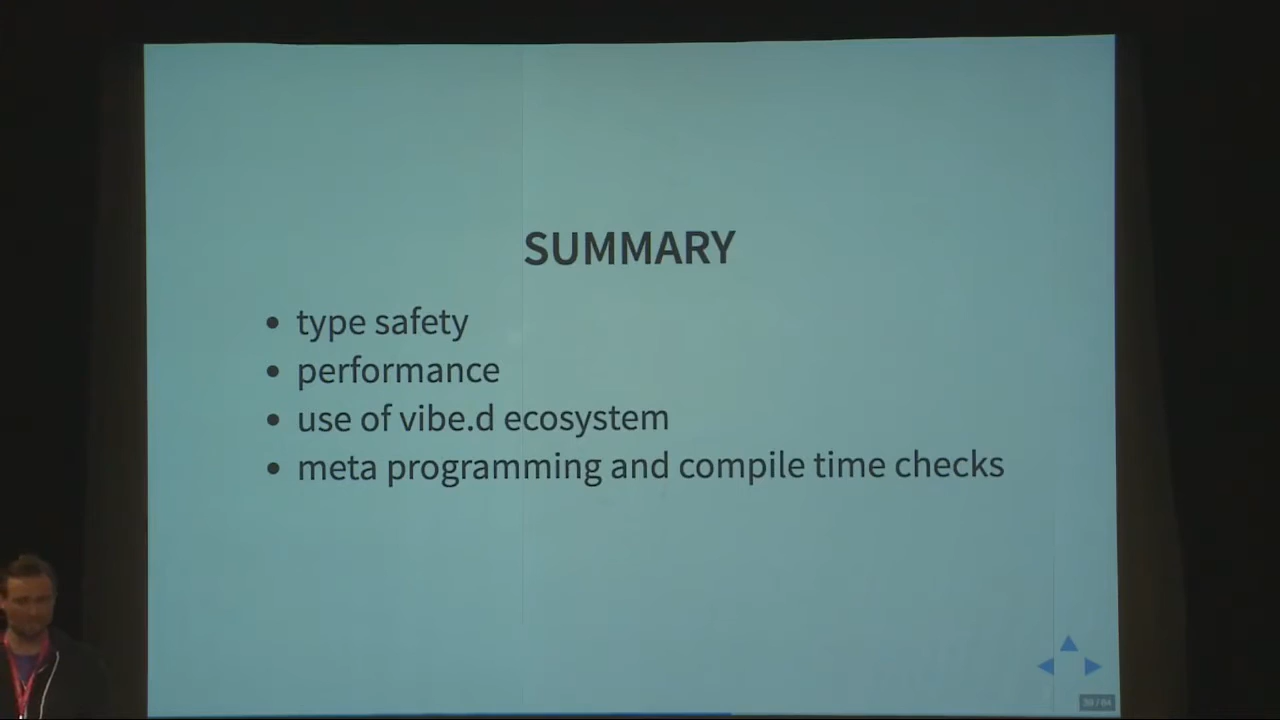 SUMMARY
• type safety
• performance
• use of vibe.d ecosystem
• meta programming and compile time checks